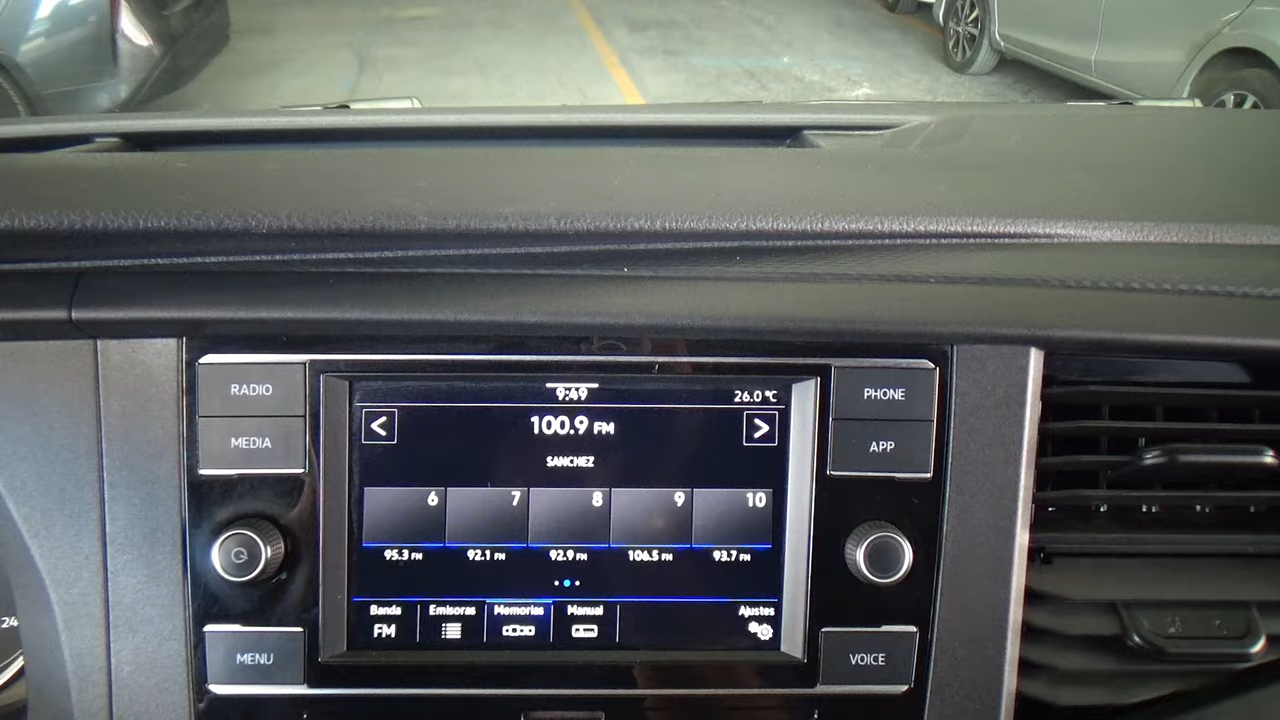 RADIO
MEDIA
MENU
9:49
26.0 °C
<
100.9 FM
>
SANCHEZ
6 7 8 9 10
95.3 FM 92.1 FM 92.9 FM 106.5 FM 93.7 FM
Banda Emisoras Memorias Manual Ajustes
FM
PHONE
APP
VOICE
24